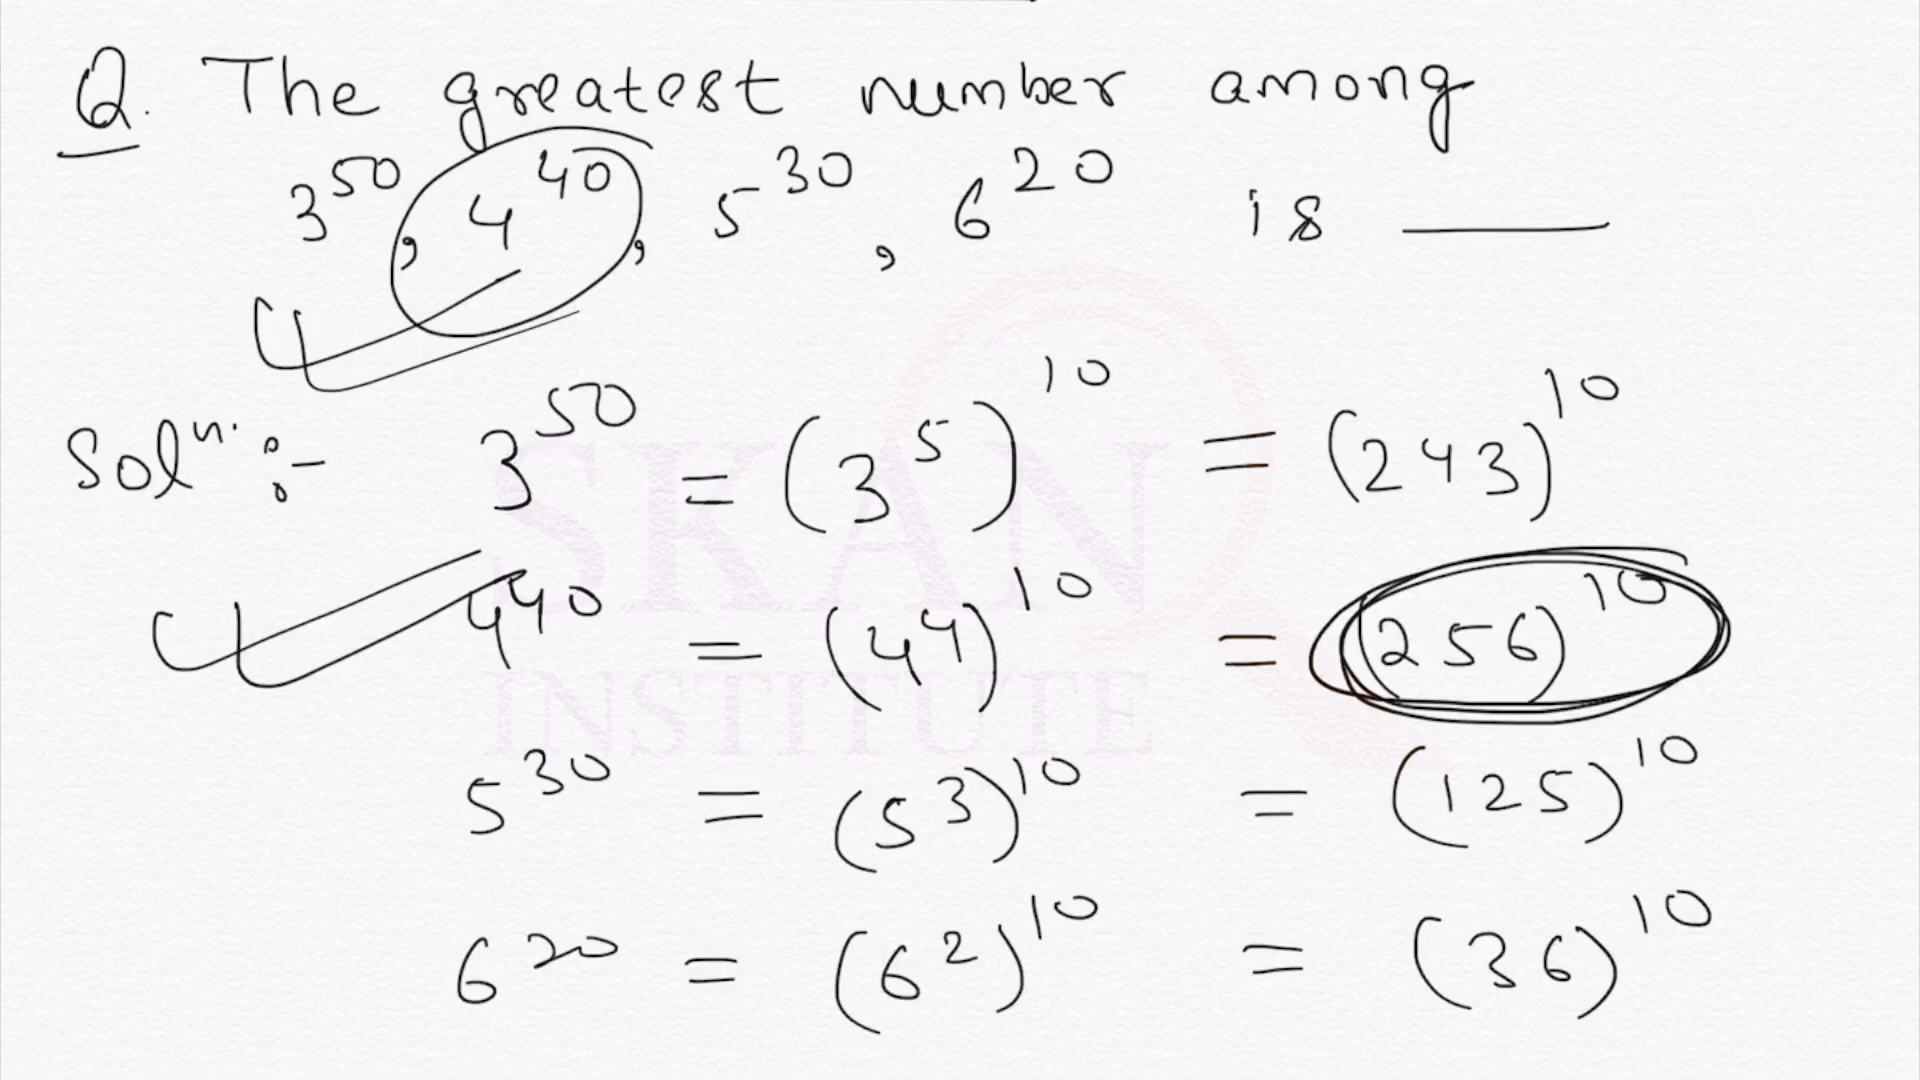 Q. The greatest number among
3^50, 4^40, 5^30, 6^20 is ____
Solⁿ. :- 3^50 = (3^5)^10 = (243)^10
4^40 = (4^4)^10 = (256)^10
5^30 = (5^3)^10 = (125)^10
6^20 = (6^2)^10 = (36)^10
SKAN
INSTITUTE